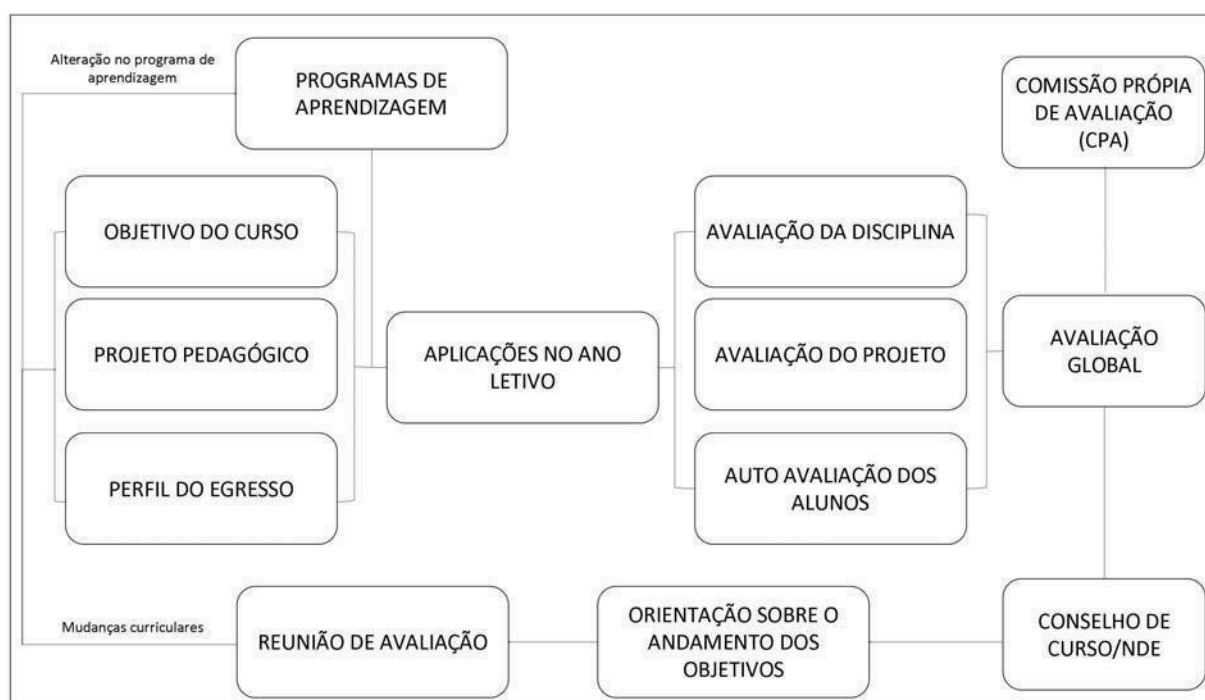 Alteração no programa de
aprendizagem
PROGRAMAS DE
APRENDIZAGEM
COMISSÃO PRÓPIA
DE AVALIAÇÃO
(CPA)
OBJETIVO DO CURSO
AVALIAÇÃO DA DISCIPLINA
PROJETO PEDAGÓGICO
APLICAÇÕES NO ANO
LETIVO
AVALIAÇÃO DO PROJETO
AVALIAÇÃO
GLOBAL
PERFIL DO EGRESSO
AUTO AVALIAÇÃO DOS
ALUNOS
Mudanças curriculares
REUNIÃO DE AVALIAÇÃO
ORIENTAÇÃO SOBRE O
ANDAMENTO DOS
OBJETIVOS
CONSELHO DE
CURSO/NDE